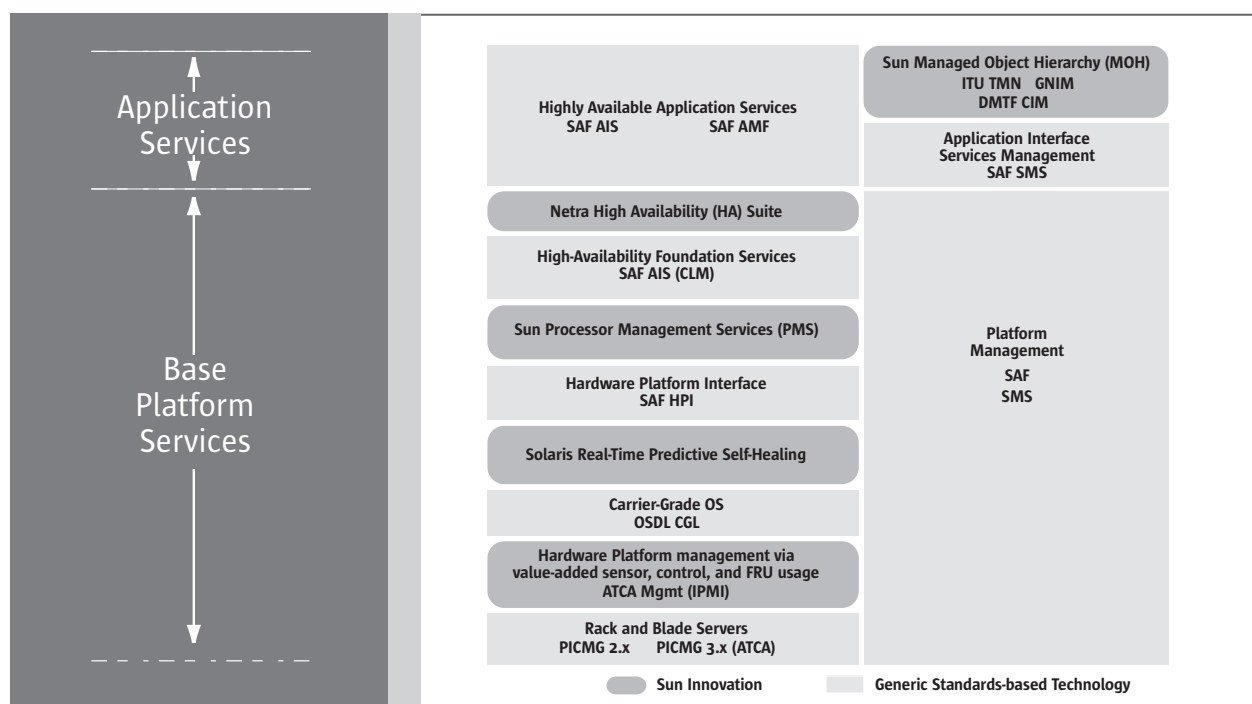 Application
Services
Base
Platform
Services
Highly Available Application Services
SAF AIS SAF AMF
Netra High Availability (HA) Suite
High-Availability Foundation Services
SAF AIS (CLM)
Sun Processor Management Services (PMS)
Hardware Platform Interface
SAF HPI
Solaris Real-Time Predictive Self-Healing
Carrier-Grade OS
OSDL CGL
Hardware Platform management via
value-added sensor, control, and FRU usage
ATCA Mgmt (IPMI)
Rack and Blade Servers
PICMG 2.x PICMG 3.x (ATCA)
Sun Managed Object Hierarchy (MOH)
ITU TMN GNIM
DMTF CIM
Application Interface
Services Management
SAF SMS
Platform
Management
SAF
SMS
Sun Innovation
Generic Standards-based Technology